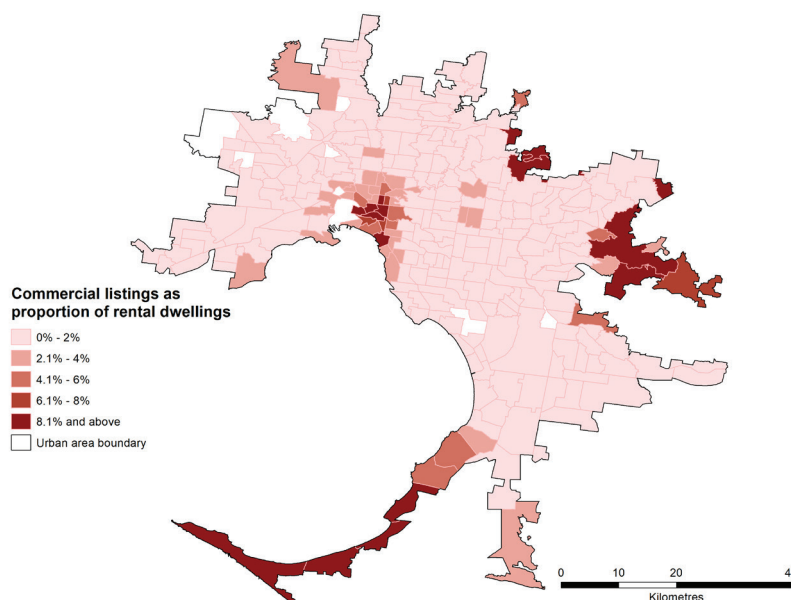 Commercial listings as
proportion of rental dwellings
0% - 2%
2.1% - 4%
4.1% - 6%
6.1% - 8%
8.1% and above
Urban area boundary
0 10 20
Kilometres